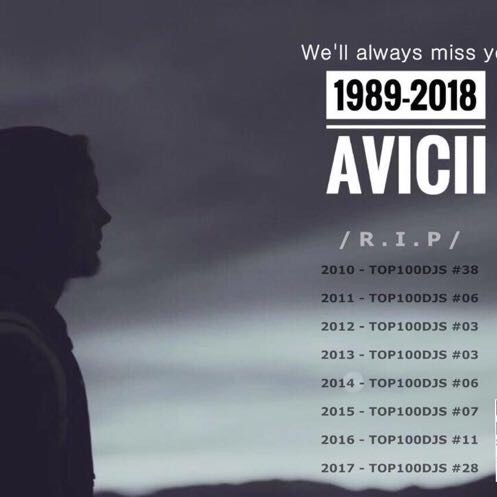 We'll always miss y
1989-2018
AVICII
/ R . I . P /
2010 - TOP100DJS #38
2011 - TOP100DJS #06
2012 - TOP100DJS #03
2013 - TOP100DJS #03
2014 - TOP100DJS #06
2015 - TOP100DJS #07
2016 - TOP100DJS #11
2017 - TOP100DJS #28